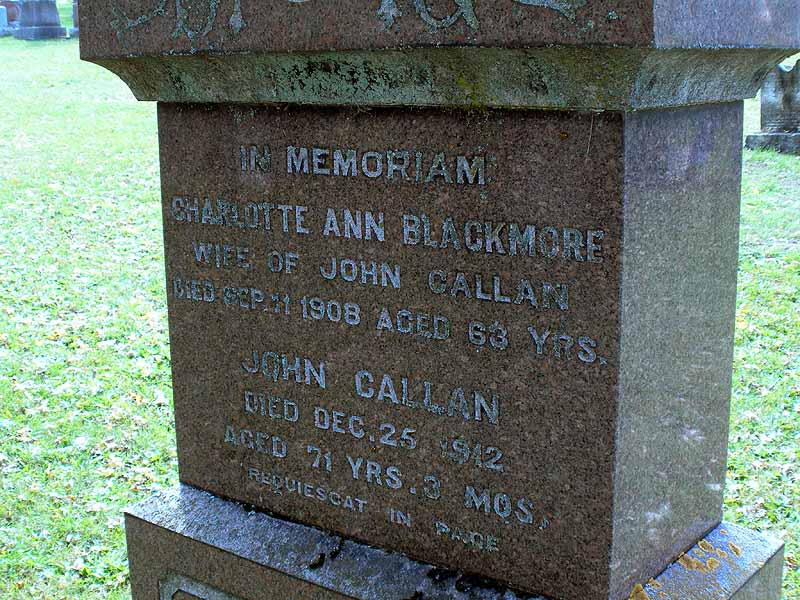 IN MEMORIAM
CHARLOTTE ANN BLACKMORE
WIFE OF JOHN CALLAN
DIED SEP. 11 1908 AGED 63 YRS.
JOHN CALLAN
DIED DEC. 25 1912
AGED 71 YRS. 3 MOS.
REQUIESCAT IN PACE